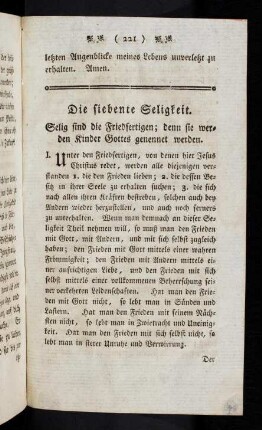 ( 221 )
letzten Augenblicke meines Lebens unverletzt zu
erhalten. Amen.
Die siebente Seligkeit.
Selig sind die Friedfertigen; denn sie wer-
den Kinder Gottes genennet werden.
I. Unter den Friedfertigen, von denen hier Jesus
Christus redet, werden alle diejenigen ver-
standen 1. die den Frieden lieben; 2. die dessen Be-
sitz in ihrer Seele zu erhalten suchen; 3. die sich
nach allen ihren Kräften bestreben, solchen auch bey
Andern wieder herzustellen, und auch noch ferners
zu unterhalten. Wenn man demnach an dieser Se-
ligkeit Theil nehmen will, so muß man den Frieden
mit Gott, mit Andern, und mit sich selbst zugleich
haben; den Frieden mit Gott mittels einer wahren
Frömmigkeit; den Frieden mit Andern mittels ei-
ner aufrichtigen Liebe, und den Frieden mit sich
selbst mittels einer vollkommenen Beherrschung sei-
ner verkehrten Leidenschaften. Hat man den Frie-
den mit Gott nicht, so lebt man in Sünden und
Lastern. Hat man den Frieden mit seinem Näch-
sten nicht, so lebt man in Zwietracht und Uneinig-
keit. Hat man den Frieden mit sich selbst nicht, so
lebt man in steter Unruhe und Verwirrung.
Der